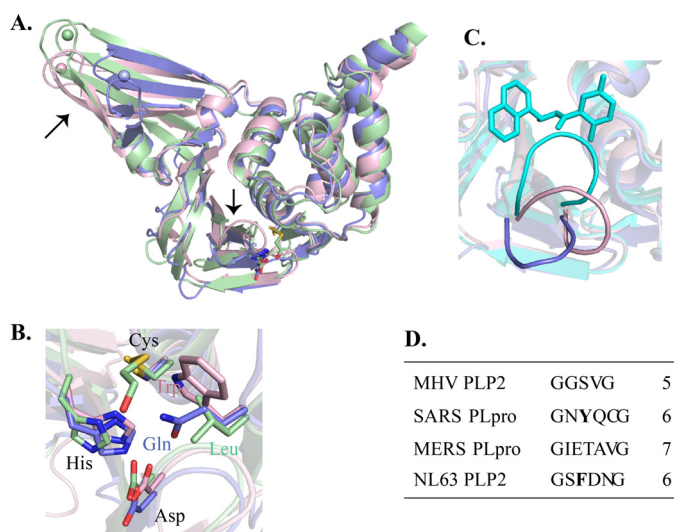 A.
B.
Cys
Trp
Gln
Leu
His
Asp
C.
D.
MHV PLP2 GGSVG 5
SARS PLpro GNYQCG 6
MERS PLpro GIETAVG 7
NL63 PLP2 GSFDNG 6